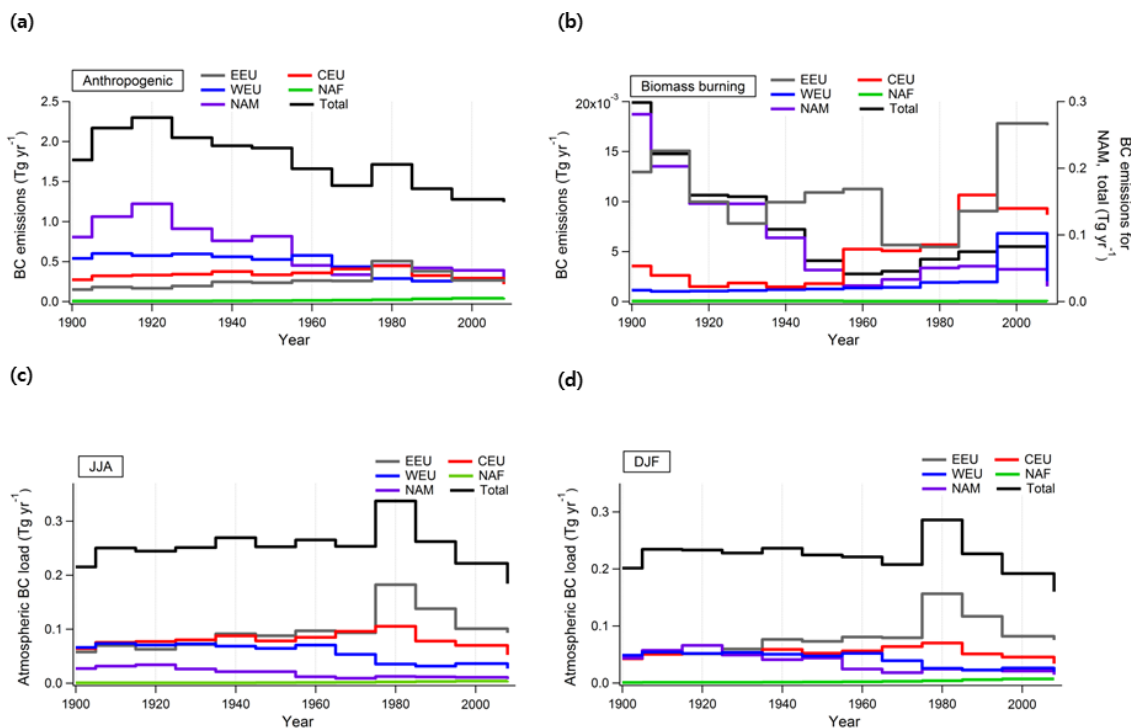 (a)
Anthropogenic
EEU
CEU
WEU
NAF
NAM
Total
BC emissions (Tg yr⁻¹)
2.5
2.0
1.5
1.0
0.5
0.0
1900
1920
1940
1960
1980
2000
Year
(b)
Biomass burning
EEU
CEU
WEU
NAF
NAM
Total
BC emissions (Tg yr⁻¹)
20x10⁻³
15
10
5
0
0.3
0.2
0.1
0.0
BC emissions for
NAM, total (Tg yr⁻¹)
1900
1920
1940
1960
1980
2000
Year
(c)
JJA
EEU
CEU
WEU
NAF
NAM
Total
Atmospheric BC load (Tg yr⁻¹)
0.3
0.2
0.1
0.0
1900
1920
1940
1960
1980
2000
Year
(d)
DJF
EEU
CEU
WEU
NAF
NAM
Total
Atmospheric BC load (Tg yr⁻¹)
0.3
0.2
0.1
0.0
1900
1920
1940
1960
1980
2000
Year